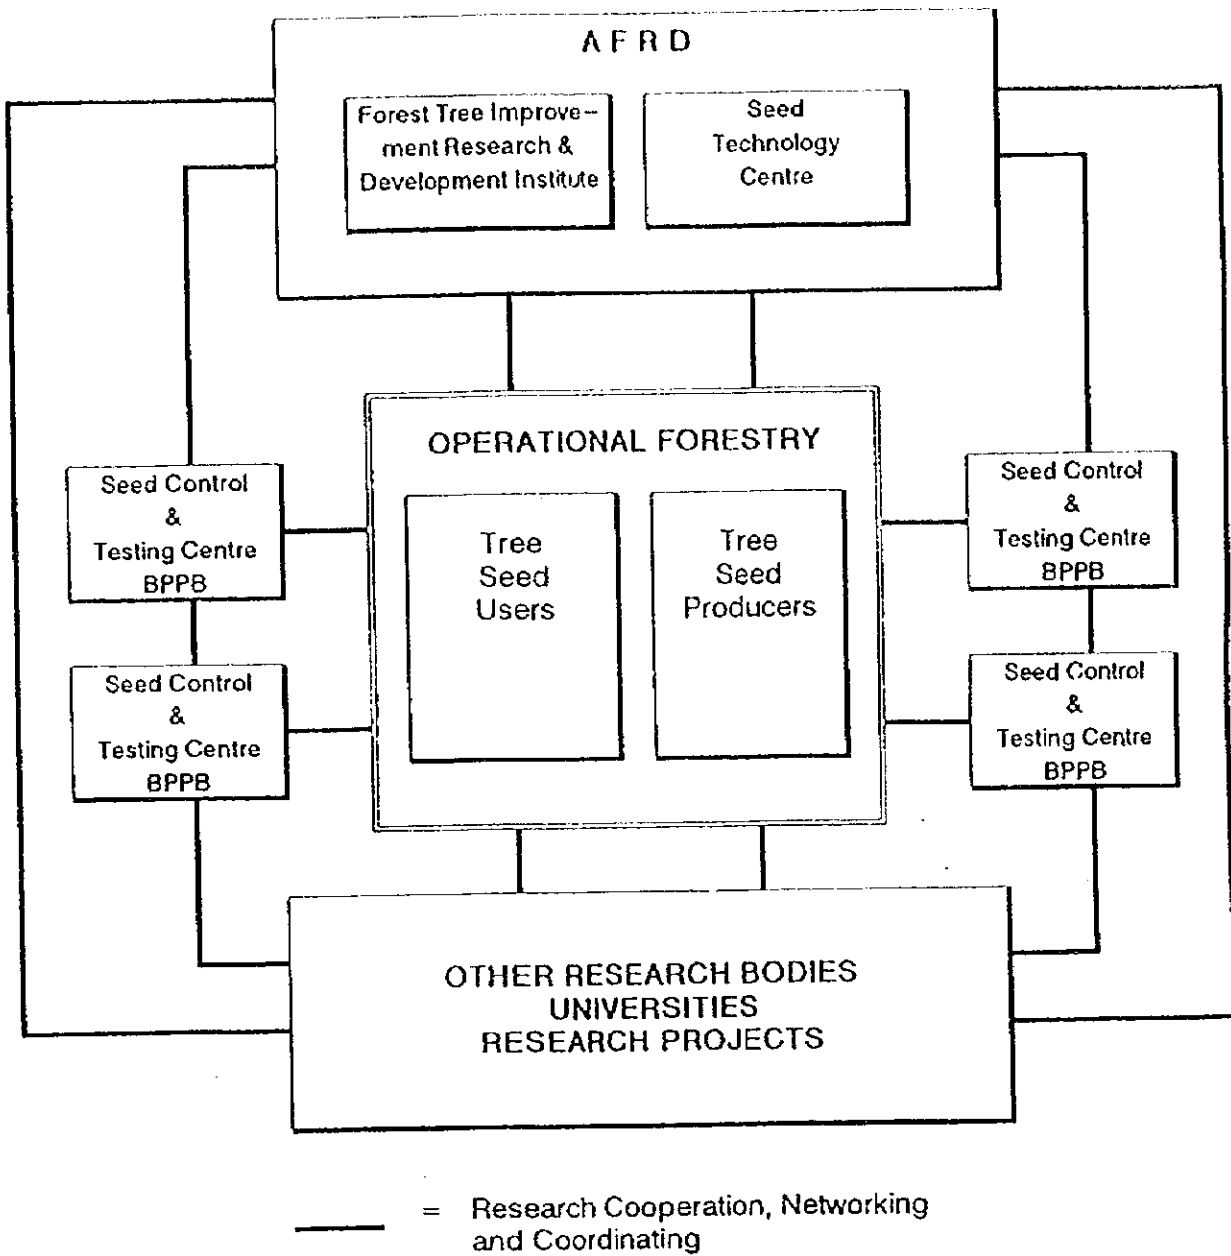 A F R D
Forest Tree Improve-
ment Research &
Development Institute
Seed
Technology
Centre
OPERATIONAL FORESTRY
Tree
Seed
Users
Tree
Seed
Producers
Seed Control
&
Testing Centre
BPPB
Seed Control
&
Testing Centre
BPPB
Seed Control
&
Testing Centre
BPPB
Seed Control
&
Testing Centre
BPPB
OTHER RESEARCH BODIES
UNIVERSITIES
RESEARCH PROJECTS
= Research Cooperation, Networking
and Coordinating